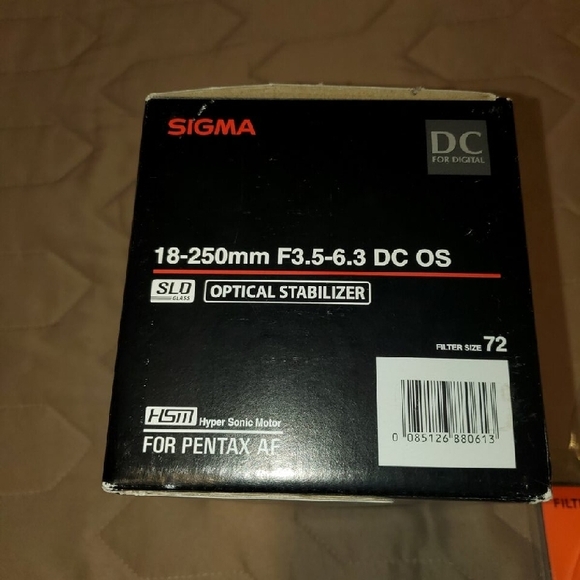 SIGMA
DC
FOR DIGITAL
18-250mm F3.5-6.3 DC OS
SLD
GLASS
OPTICAL STABILIZER
FILTER SIZE 72
HSM Hyper Sonic Motor
FOR PENTAX AF
0 085126 880613
FILT